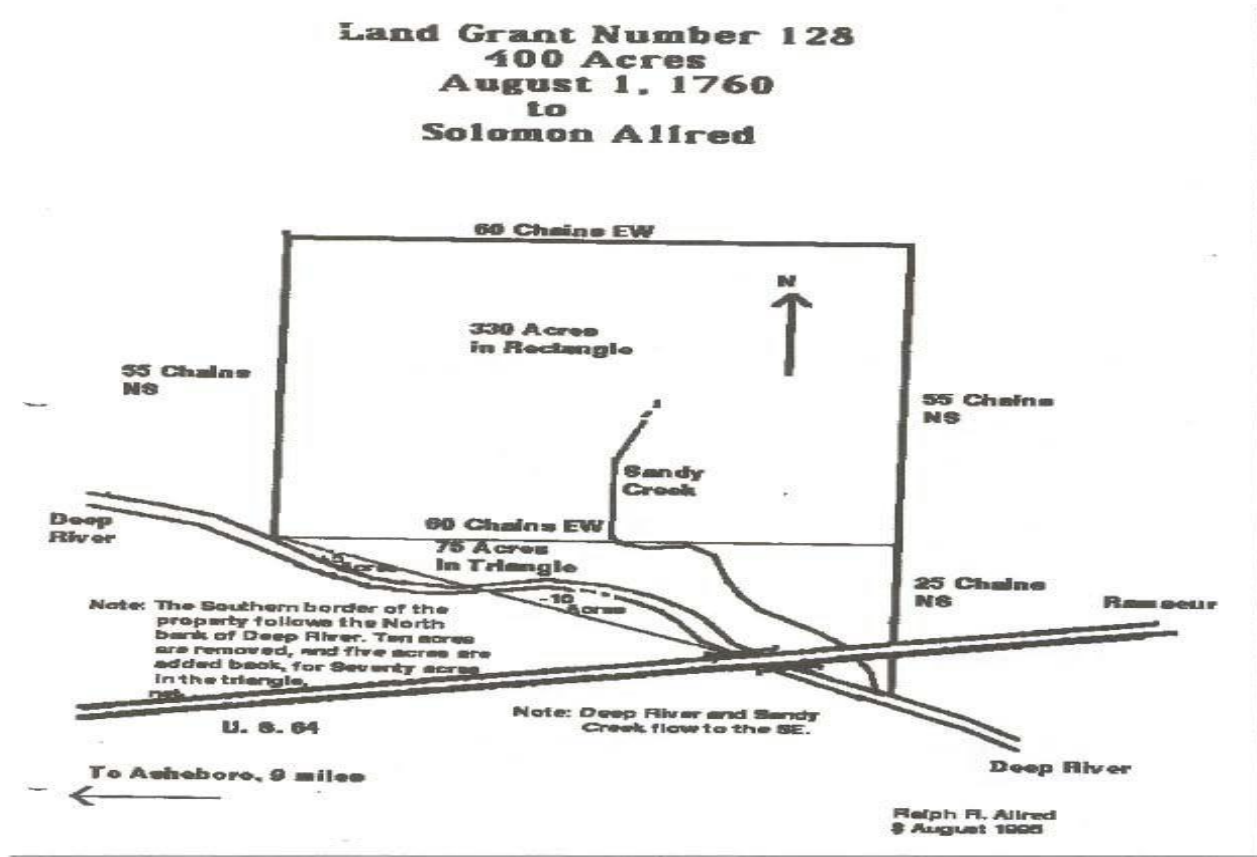 Land Grant Number 128
400 Acres
August 1, 1760
to
Solomon Allred
60 Chains EW
N
330 Acres
in Rectangle
55 Chains
NS
55 Chains
NS
Sandy
Creek
Deep
River
60 Chains EW
75 Acres
In Triangle
Acres
-10
Acres
25 Chains
NS
Ramseur
Note: The Southern border of the
property follows the North
bank of Deep River. Ten acres
are removed, and five acres are
added back, for Seventy acres
in the triangle,
net.
U. S. 64
Note: Deep River and Sandy
Creek flow to the SE.
To Asheboro, 9 miles
Deep River
Ralph R. Allred
August